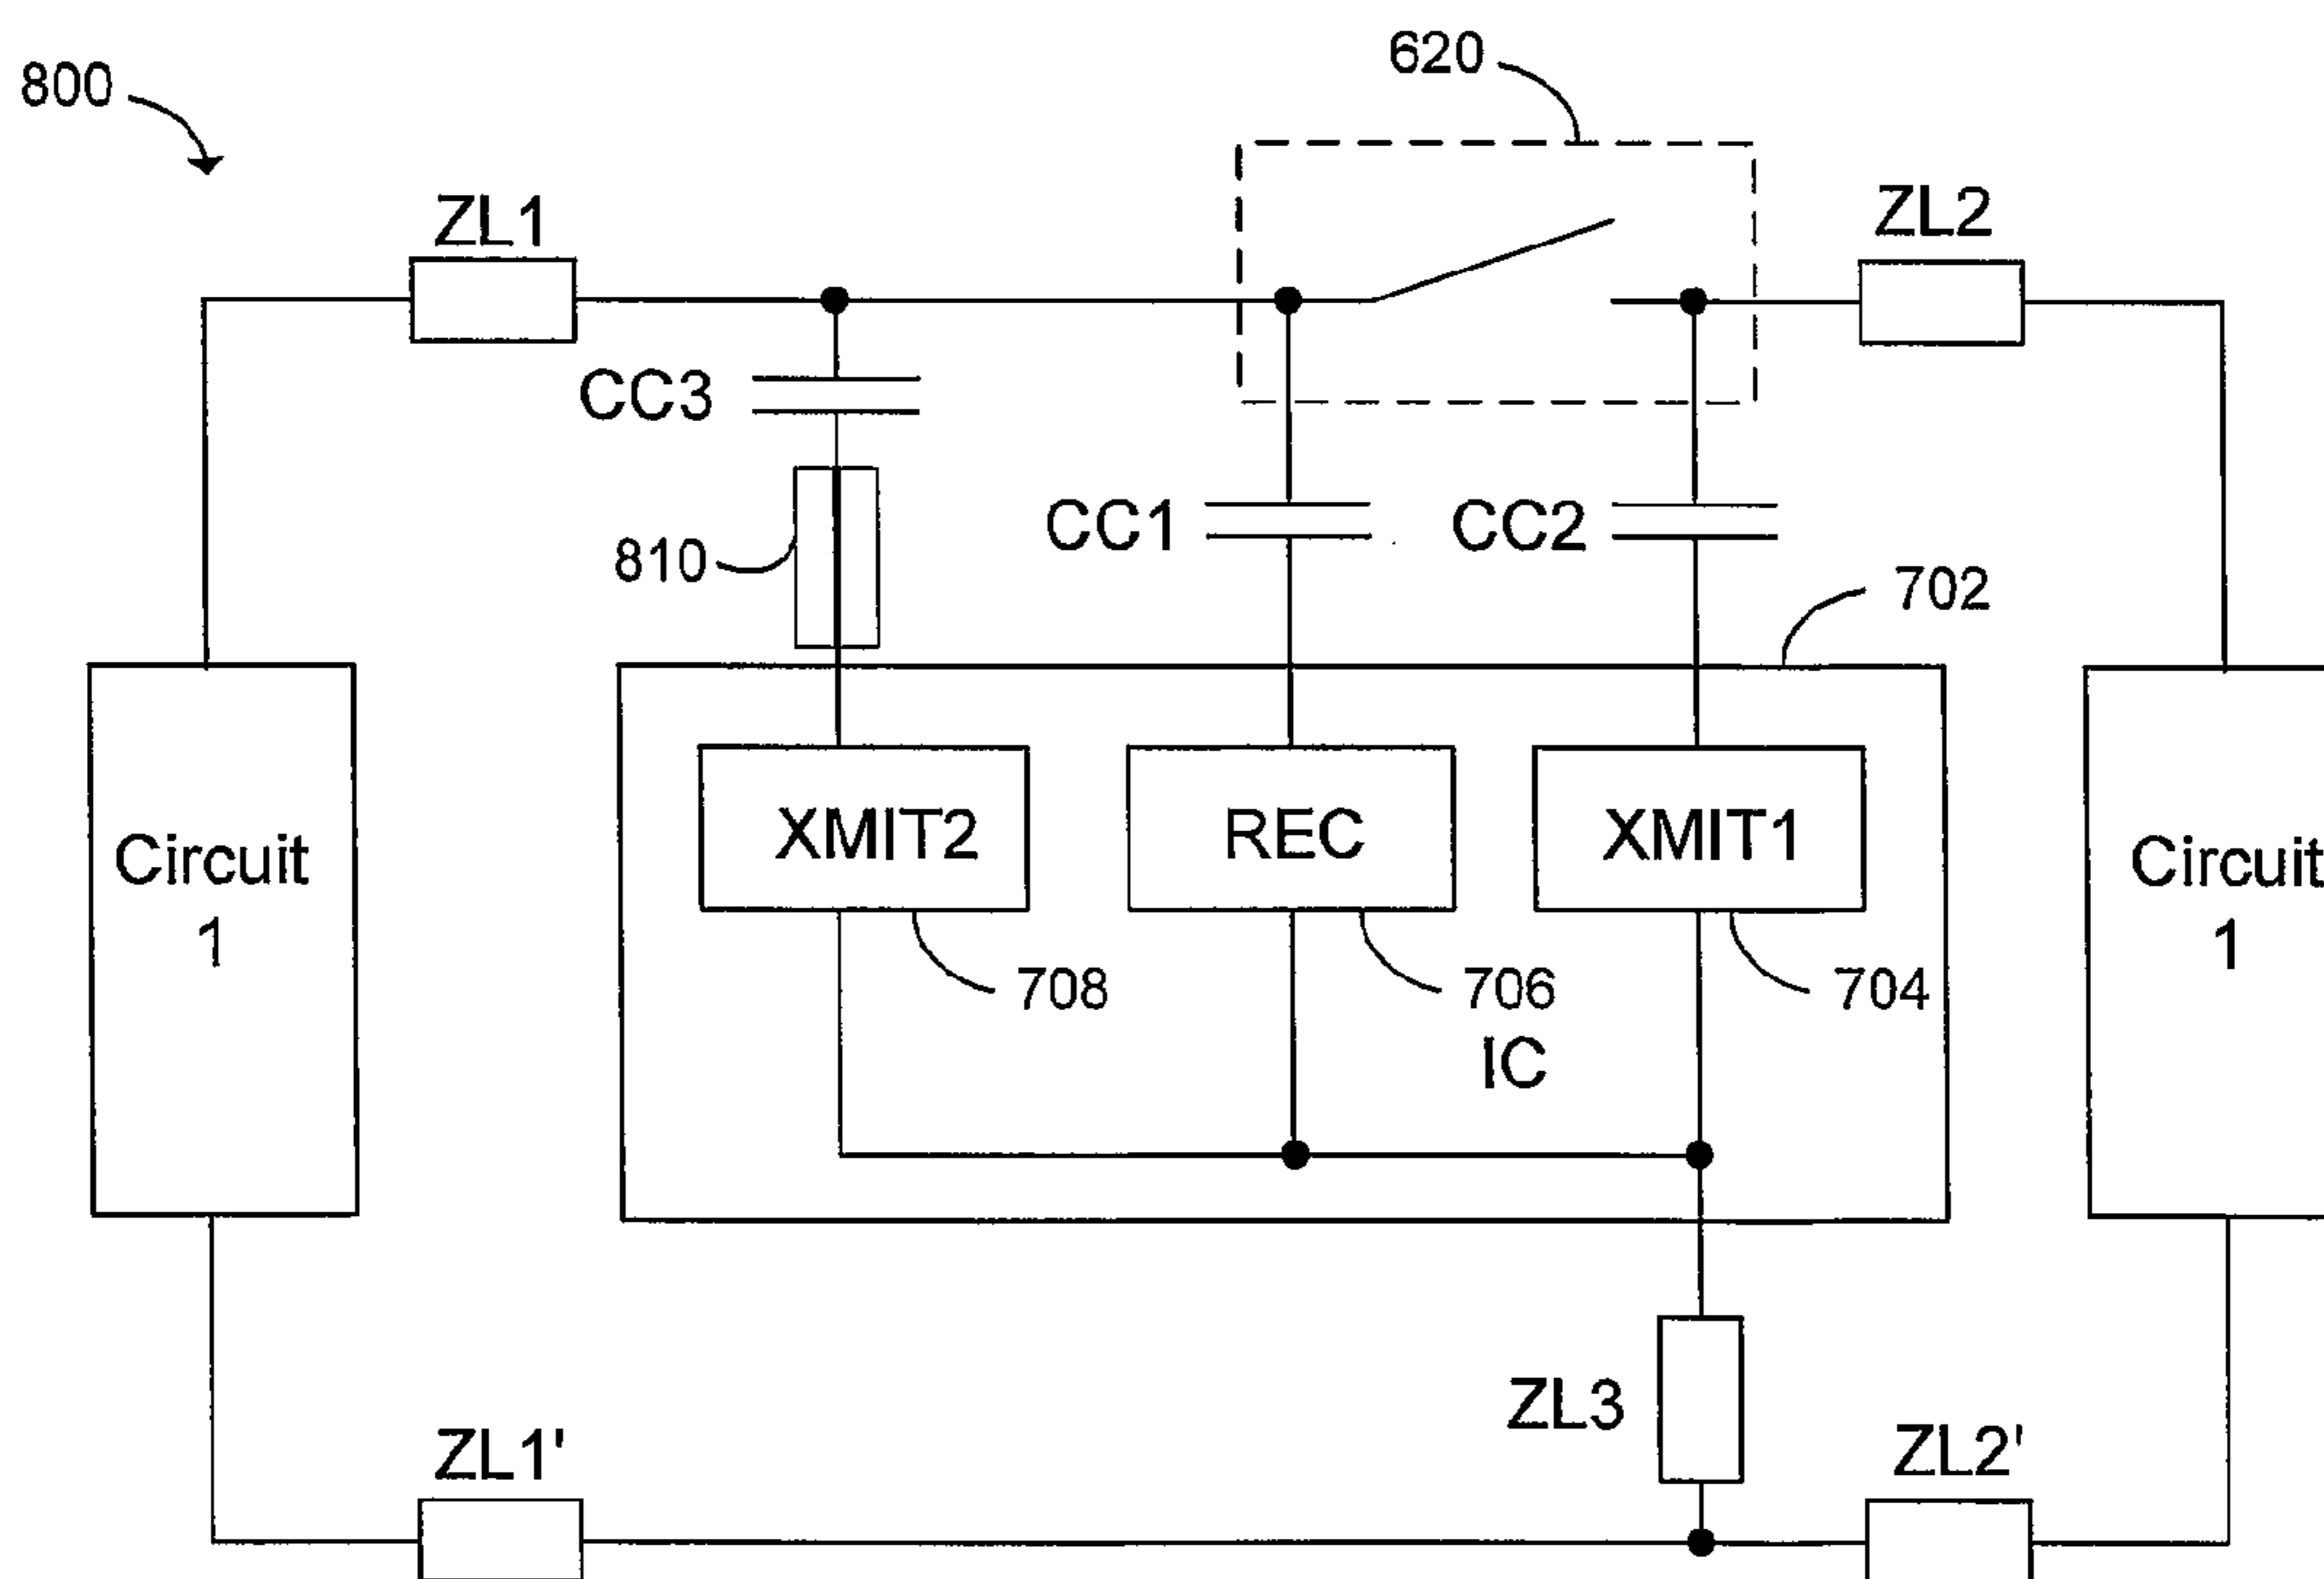 620
800
ZL1
ZL2
CC3
CC1
CC2
810
702
XMIT2
REC
XMIT1
Circuit
1
Circuit
1
708
706
704
IC
ZL3
ZL1'
ZL2'